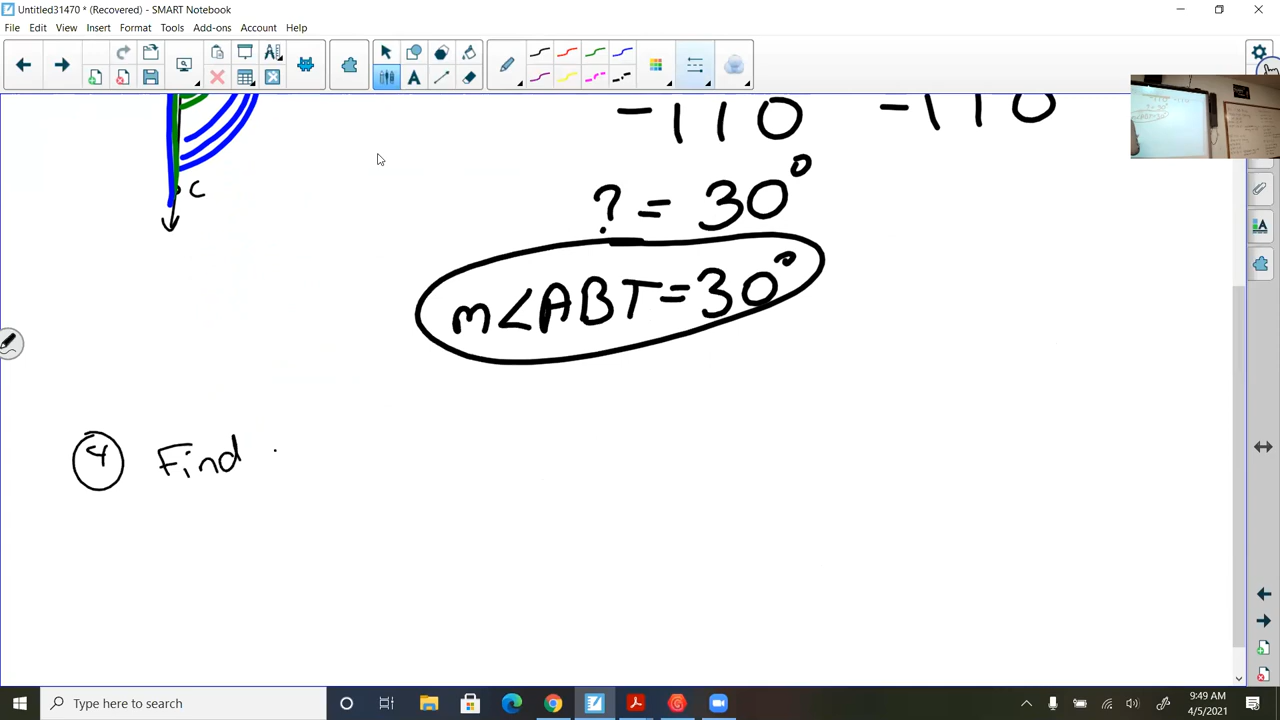 Untitled31470 * (Recovered) - SMART Notebook
File Edit View Insert Format Tools Add-ons Account Help
-110 -110
C
? = 30°
m∠ABT=30°
4 Find
Type here to search
9:49 AM
4/5/2021